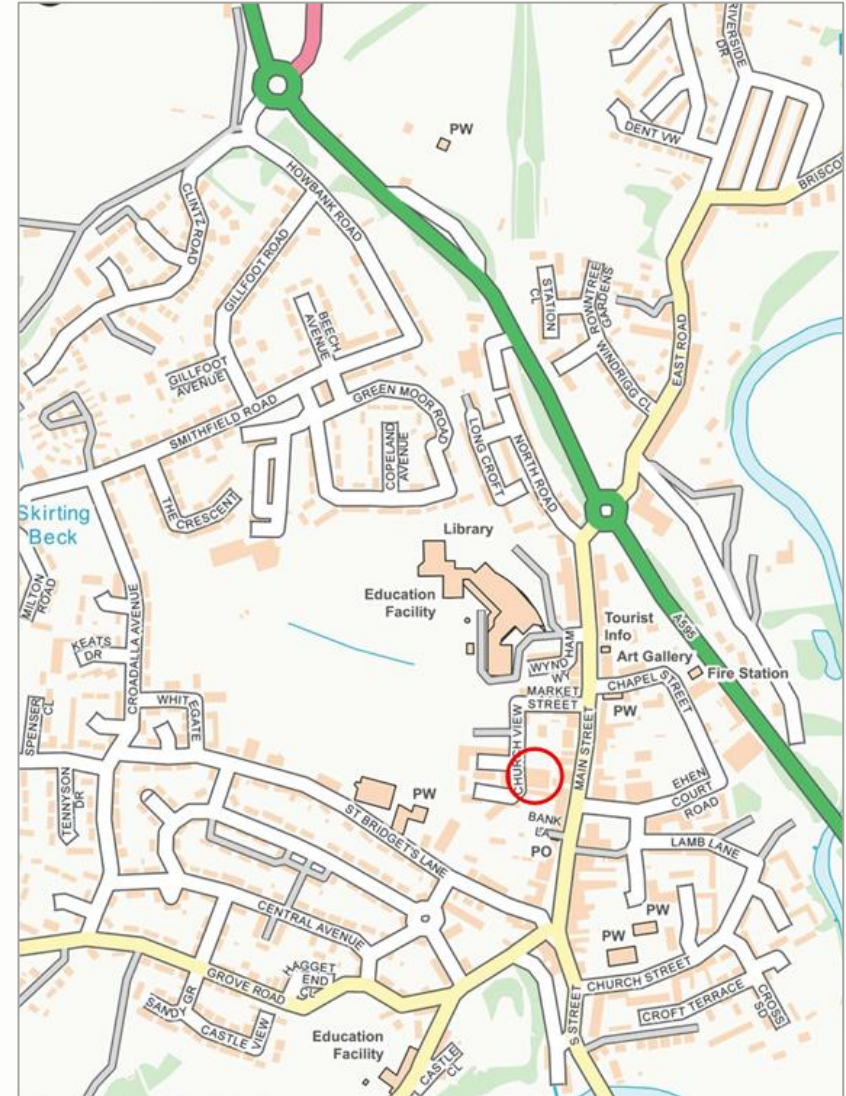 RIVERSIDE
DR
PW
DENT VW
HOWBANK ROAD
CLINTZ ROAD
BRISCO
GILLFOOT ROAD
STATION
CL
ROWNTREE
GARDENS
BEECH
AVENUE
EAST ROAD
WINDRIGG CL
GILLFOOT
AVENUE
GREEN MOOR ROAD
SMITHFIELD ROAD
COPELAND
AVENUE
LONG CROFT
NORTH ROAD
THE
CRESCENT
Skirting
Beck
Library
MILTON
ROAD
Education
Facility
CROADALLA AVENUE
Tourist
Info
A595
KEATS
DR
Art Gallery
WYND
HAM
W
Fire Station
CHAPEL STREET
MARKET
STREET
WHITEGATE
SPENSER
CL
PW
CHURCH VIEW
MAIN STREET
TENNYSON
DR
PW
EHEN
COURT
ROAD
ST BRIDGET'S LANE
BANK
LA
PO
LAMB LANE
CENTRAL AVENUE
PW
PW
HAGGET
END
CL
GROVE ROAD
CHURCH STREET
SANDY GR
CASTLE VIEW
CROFT TERRACE
CROSS
SD
S STREET
Education
Facility
CASTLE
CL